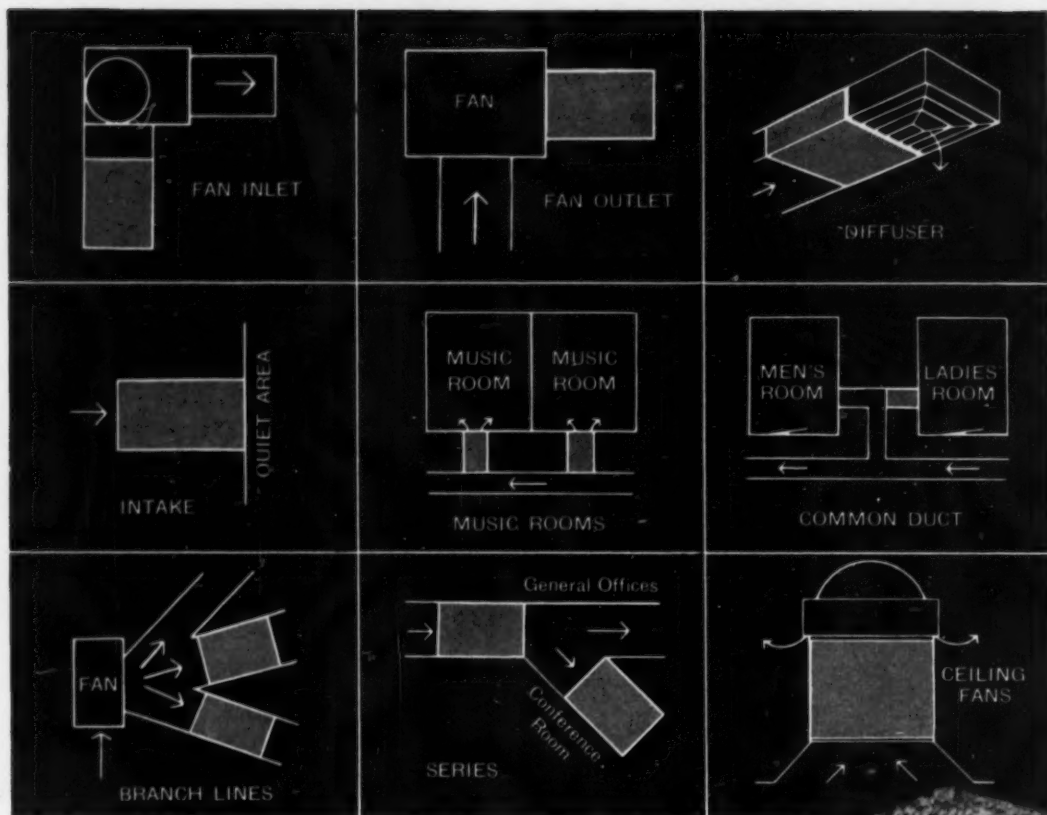 FAN INLET
FAN
FAN OUTLET
DIFFUSER
INTAKE
QUIET AREA
MUSIC
ROOM
MUSIC
ROOM
MUSIC ROOMS
MEN'S
ROOM
LADIES'
ROOM
COMMON DUCT
FAN
BRANCH LINES
General Offices
Conference
Room
SERIES
CEILING
FANS